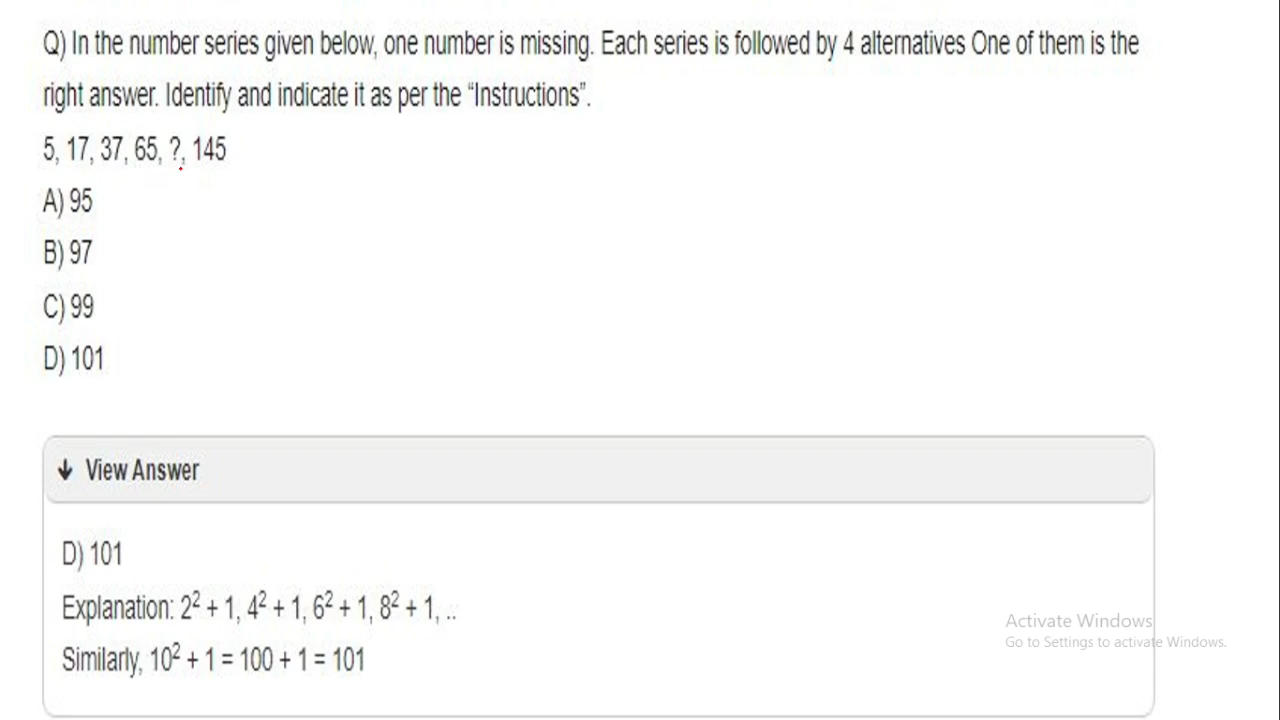 Q) In the number series given below, one number is missing. Each series is followed by 4 alternatives One of them is the
right answer. Identify and indicate it as per the “Instructions”.
5, 17, 37, 65, ?, 145
A) 95
B) 97
C) 99
D) 101
↓ View Answer
D) 101
Explanation: 2² + 1, 4² + 1, 6² + 1, 8² + 1, ..
Similarly, 10² + 1 = 100 + 1 = 101
Activate Windows
Go to Settings to activate Windows.